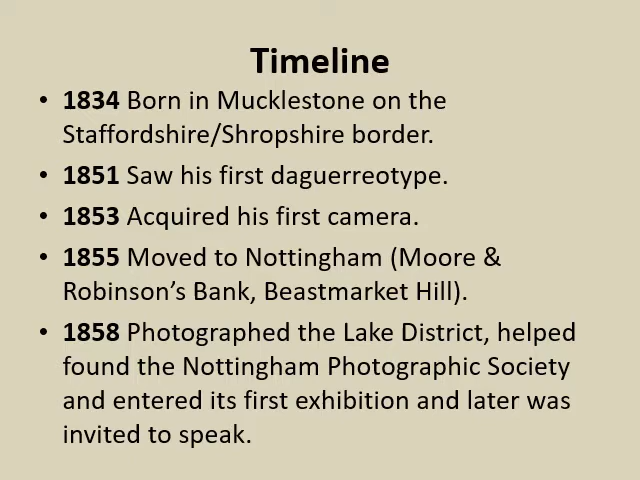 Timeline
• 1834 Born in Mucklestone on the
Staffordshire/Shropshire border.
• 1851 Saw his first daguerreotype.
• 1853 Acquired his first camera.
• 1855 Moved to Nottingham (Moore &
Robinson’s Bank, Beastmarket Hill).
• 1858 Photographed the Lake District, helped
found the Nottingham Photographic Society
and entered its first exhibition and later was
invited to speak.